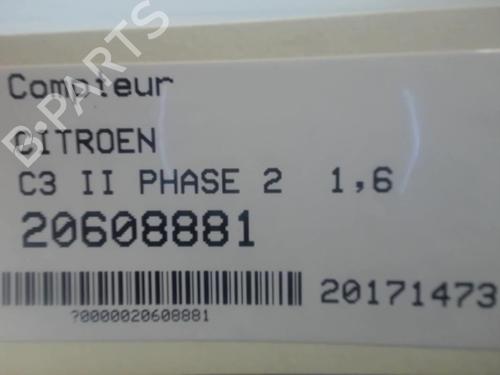 B-PARTS
Compteur
CITROEN
C3 II PHASE 2 1,6
20608881
20171473
?0000020608881